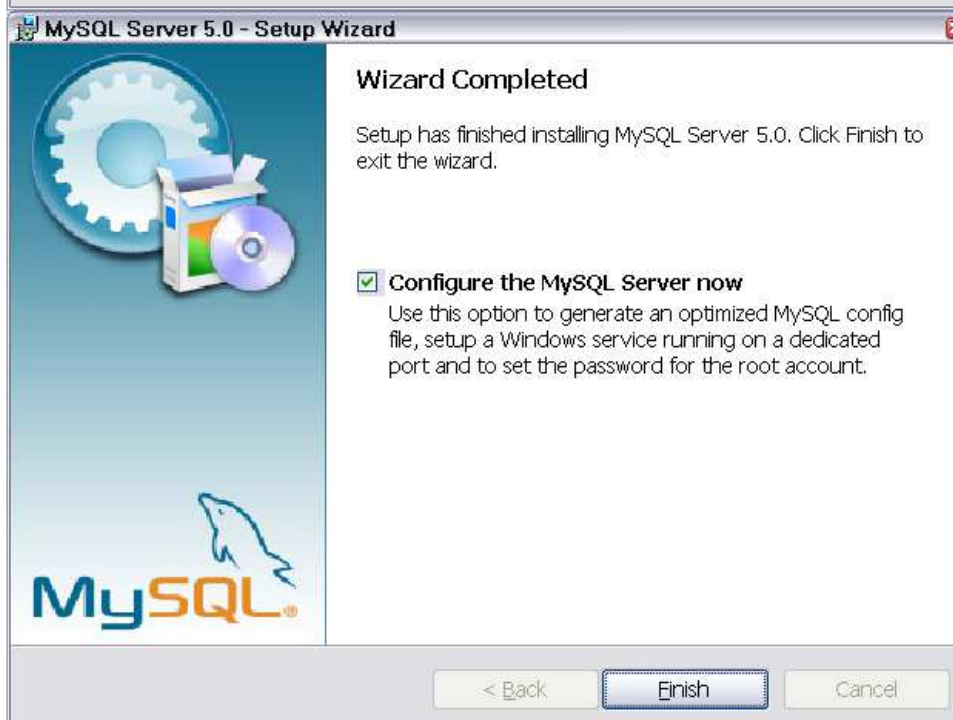 MySQL Server 5.0 - Setup Wizard
Wizard Completed
Setup has finished installing MySQL Server 5.0. Click Finish to
exit the wizard.
Configure the MySQL Server now
Use this option to generate an optimized MySQL config
file, setup a Windows service running on a dedicated
port and to set the password for the root account.
MySQL®
< Back Finish Cancel